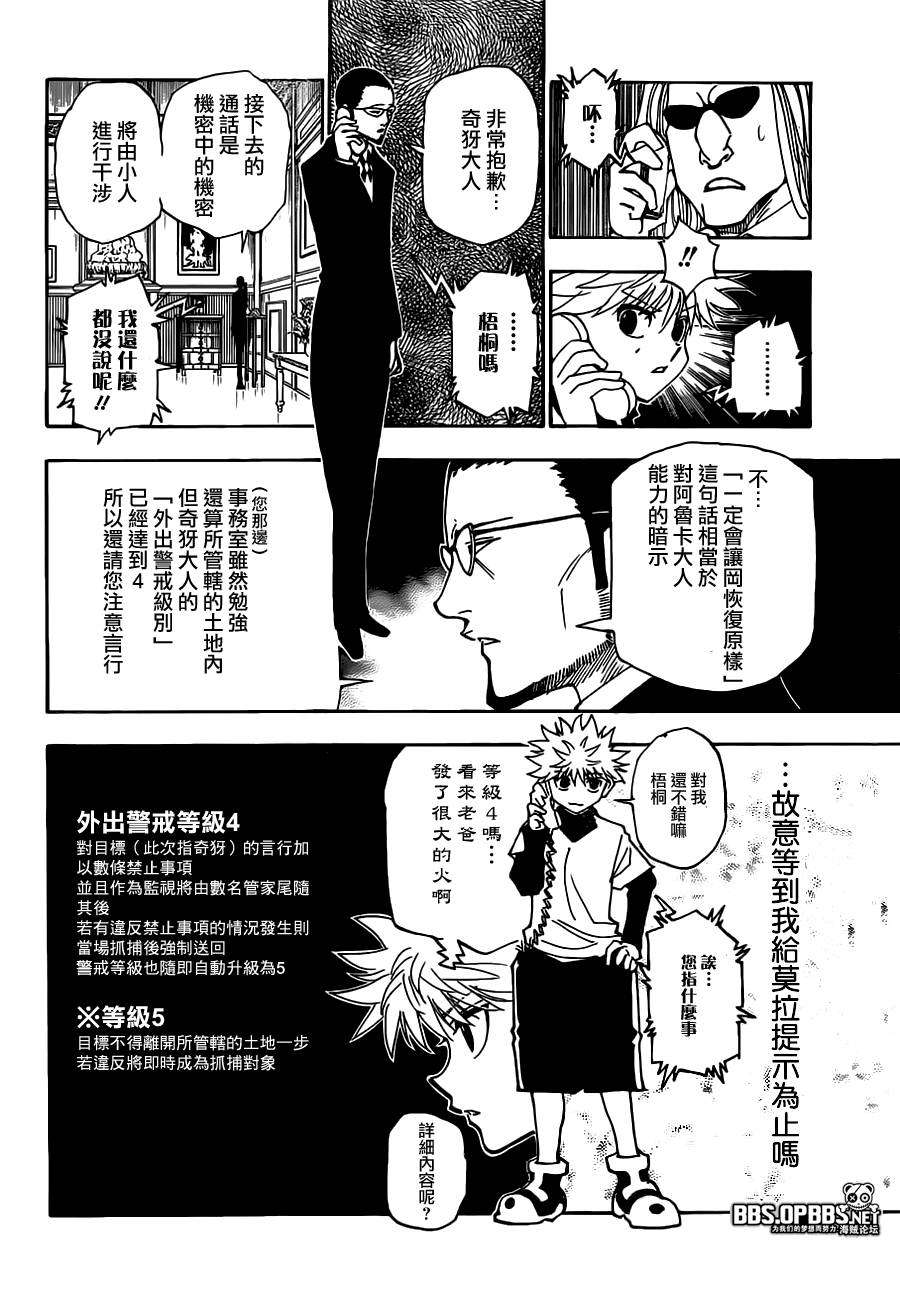 呸…
!!
………
非常抱歉…
奇犽大人
……
梧桐嗎
接下去的
通話是
機密中的機密
將由小人
進行干涉
我還什麼
都沒說呢!!
不…
「一定會讓岡恢復原樣」
這句話相當於
對阿魯卡大人
能力的暗示
（您那邊）
事務室雖然勉強
還算所管轄的土地內
但奇犽大人的
「外出警戒級別」
已經達到4
所以還請您注意言行
…故意等到我給莫拉提示為止嗎
對我
還不錯嘛
梧桐
誒…
您指什麼事
等級4嗎…
看來老爸
發了很大的火啊
外出警戒等級4
對目標（此次指奇犽）的言行加
以數條禁止事項
並且作為監視將由數名管家尾隨
其後
若有違反禁止事項的情況發生則
當場抓捕後強制送回
警戒等級也隨即自動升級為5
※等級5
目標不得離開所管轄的土地一步
若違反將即時成為抓捕對象
詳細內容呢?
BBS.OPBBS.NET
为我们的梦想而努力!
海贼论坛